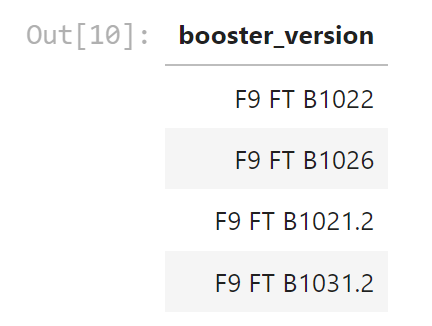 Out[10]: booster_version
F9 FT B1022
F9 FT B1026
F9 FT B1021.2
F9 FT B1031.2